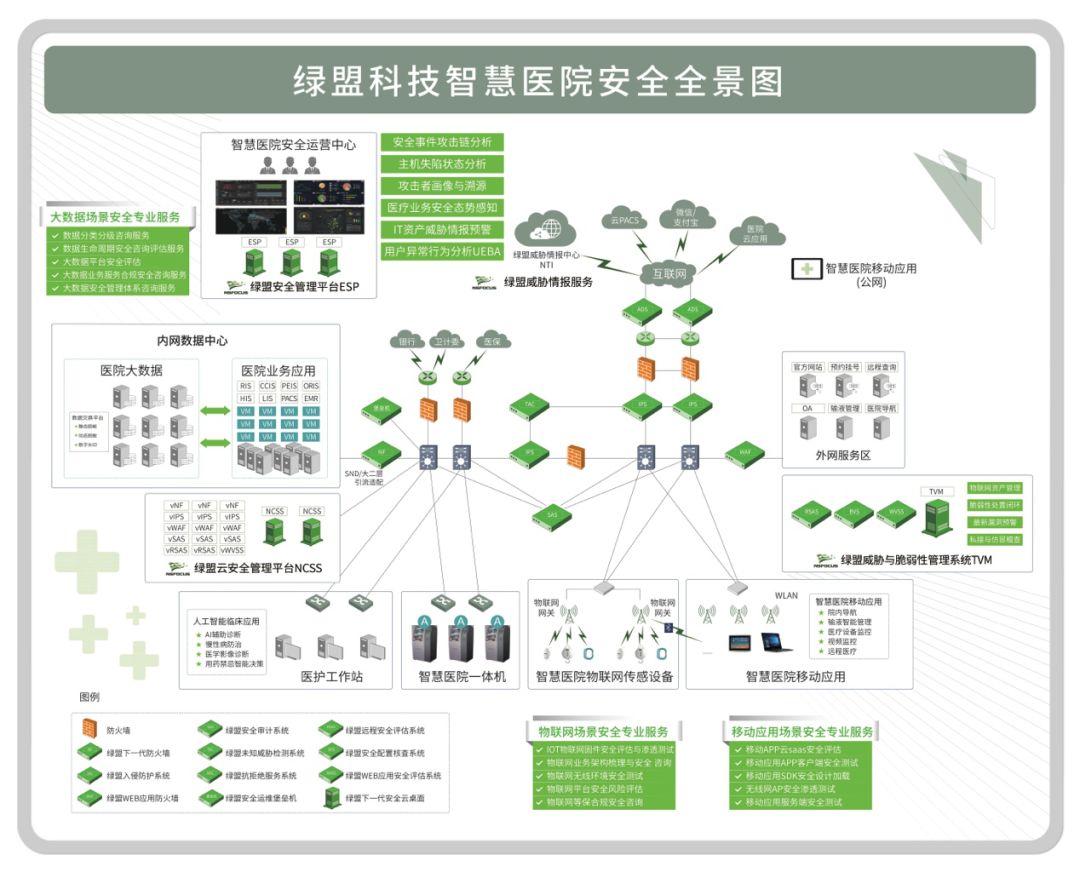 绿盟科技智慧医院安全全景图
智慧医院安全运营中心
ESP
ESP
ESP
NSFOCUS
绿盟安全管理平台ESP
安全事件攻击链分析
主机失陷状态分析
攻击者画像与溯源
医疗业务安全态势感知
IT资产威胁情报预警
用户异常行为分析UEBA
大数据场景安全专业服务
数据分类分级咨询服务
数据生命周期安全咨询评估服务
大数据平台安全评估
大数据业务服务合规安全咨询服务
大数据安全管理体系咨询服务
绿盟威胁情报中心
NTI
NSFOCUS
绿盟威胁情报服务
云PACS
微信/
支付宝
医院
云应用
互联网
智慧医院移动应用
(公网)
ADS
ADS
内网数据中心
医院大数据
数据交换平台
静态脱敏
动态脱敏
数字水印
医院业务应用
RIS CCIS PEIS ORIS
HIS LIS PACS EMR
VM VM VM VM
VM VM VM VM
VM VM VM VM
银行
卫计委
医保
堡垒机
NF
SND/大二层
引流适配
TAC
IPS
IPS
IPS
WAF
SAS
官方网站 预约挂号 远程查询
OA 输液管理 医院导航
外网服务区
RSAS
BVS
WVSS
TVM
物联网资产管理
脆弱性处置闭环
最新漏洞预警
私接与仿冒稽查
NSFOCUS
绿盟威胁与脆弱性管理系统TVM
vNF vNF vNF
vIPS vIPS vIPS
vWAF vWAF vWAF
vSAS vSAS vSAS
vRSAS vRSAS vWVSS
NCSS
NCSS
NSFOCUS
绿盟云安全管理平台NCSS
人工智能临床应用
AI辅助诊断
慢性病防治
医学影像诊断
用药禁忌智能决策
医护工作站
A
A
A
智慧医院一体机
物联网
网关
物联网
网关
智慧医院物联网传感设备
WLAN
智慧医院移动应用
院内导航
输液智能管理
医疗设备监控
视频监控
远程医疗
智慧医院移动应用
图例
防火墙
绿盟安全审计系统
绿盟远程安全评估系统
绿盟下一代防火墙
绿盟未知威胁检测系统
绿盟安全配置核查系统
绿盟入侵防护系统
绿盟抗拒绝服务系统
绿盟WEB应用安全评估系统
绿盟WEB应用防火墙
绿盟安全运维堡垒机
绿盟下一代安全云桌面
物联网场景安全专业服务
IOT物联网固件安全评估与渗透测试
物联网业务架构梳理与安全 咨询
物联网无线环境安全测试
物联网平台安全风险评估
物联网等保合规安全咨询
移动应用场景安全专业服务
移动APP云saas安全评估
移动应用APP客户端安全测试
移动应用SDK安全设计加载
无线网AP安全渗透测试
移动应用服务端安全测试